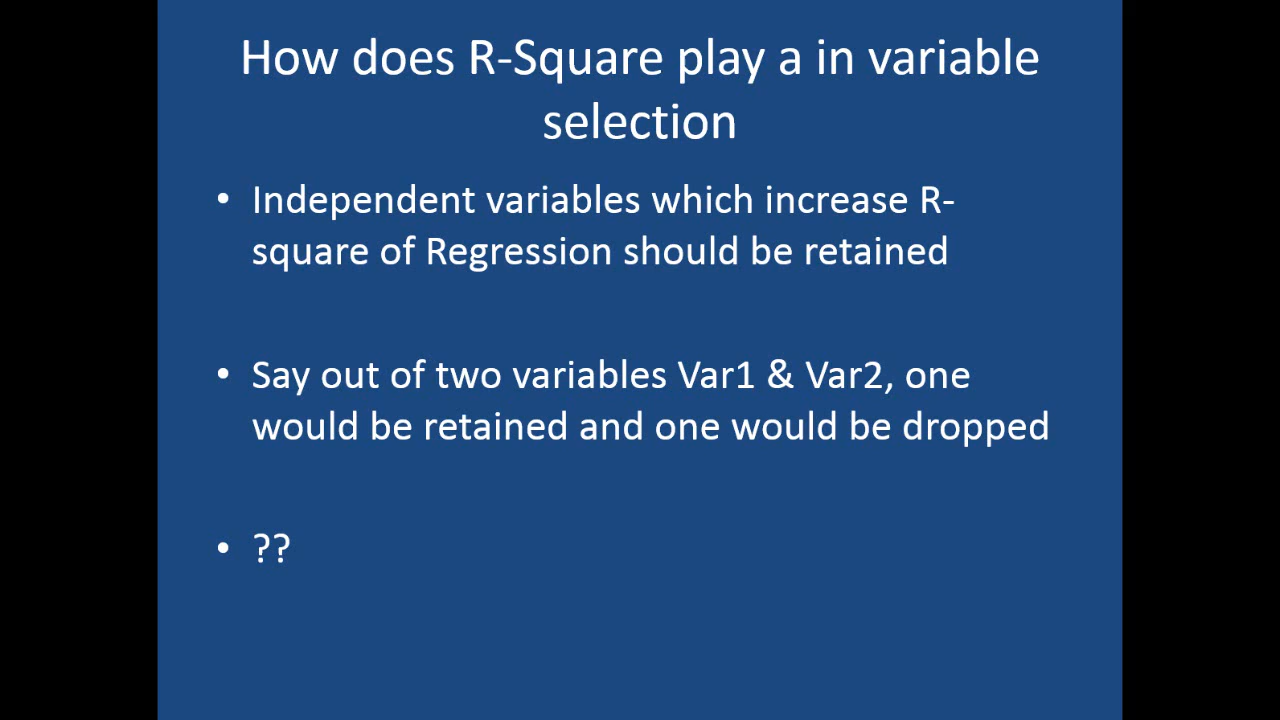 How does R-Square play a in variable
selection
• Independent variables which increase R-
square of Regression should be retained
• Say out of two variables Var1 & Var2, one
would be retained and one would be dropped
• ??